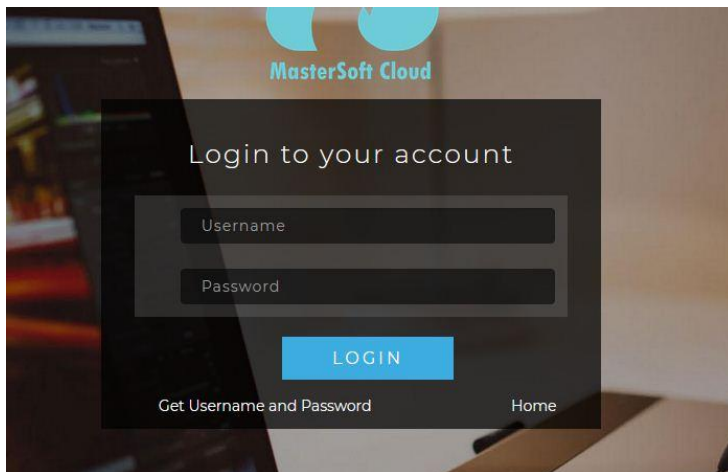 MasterSoft Cloud
Login to your account
Username
Password
LOGIN
Get Username and Password
Home